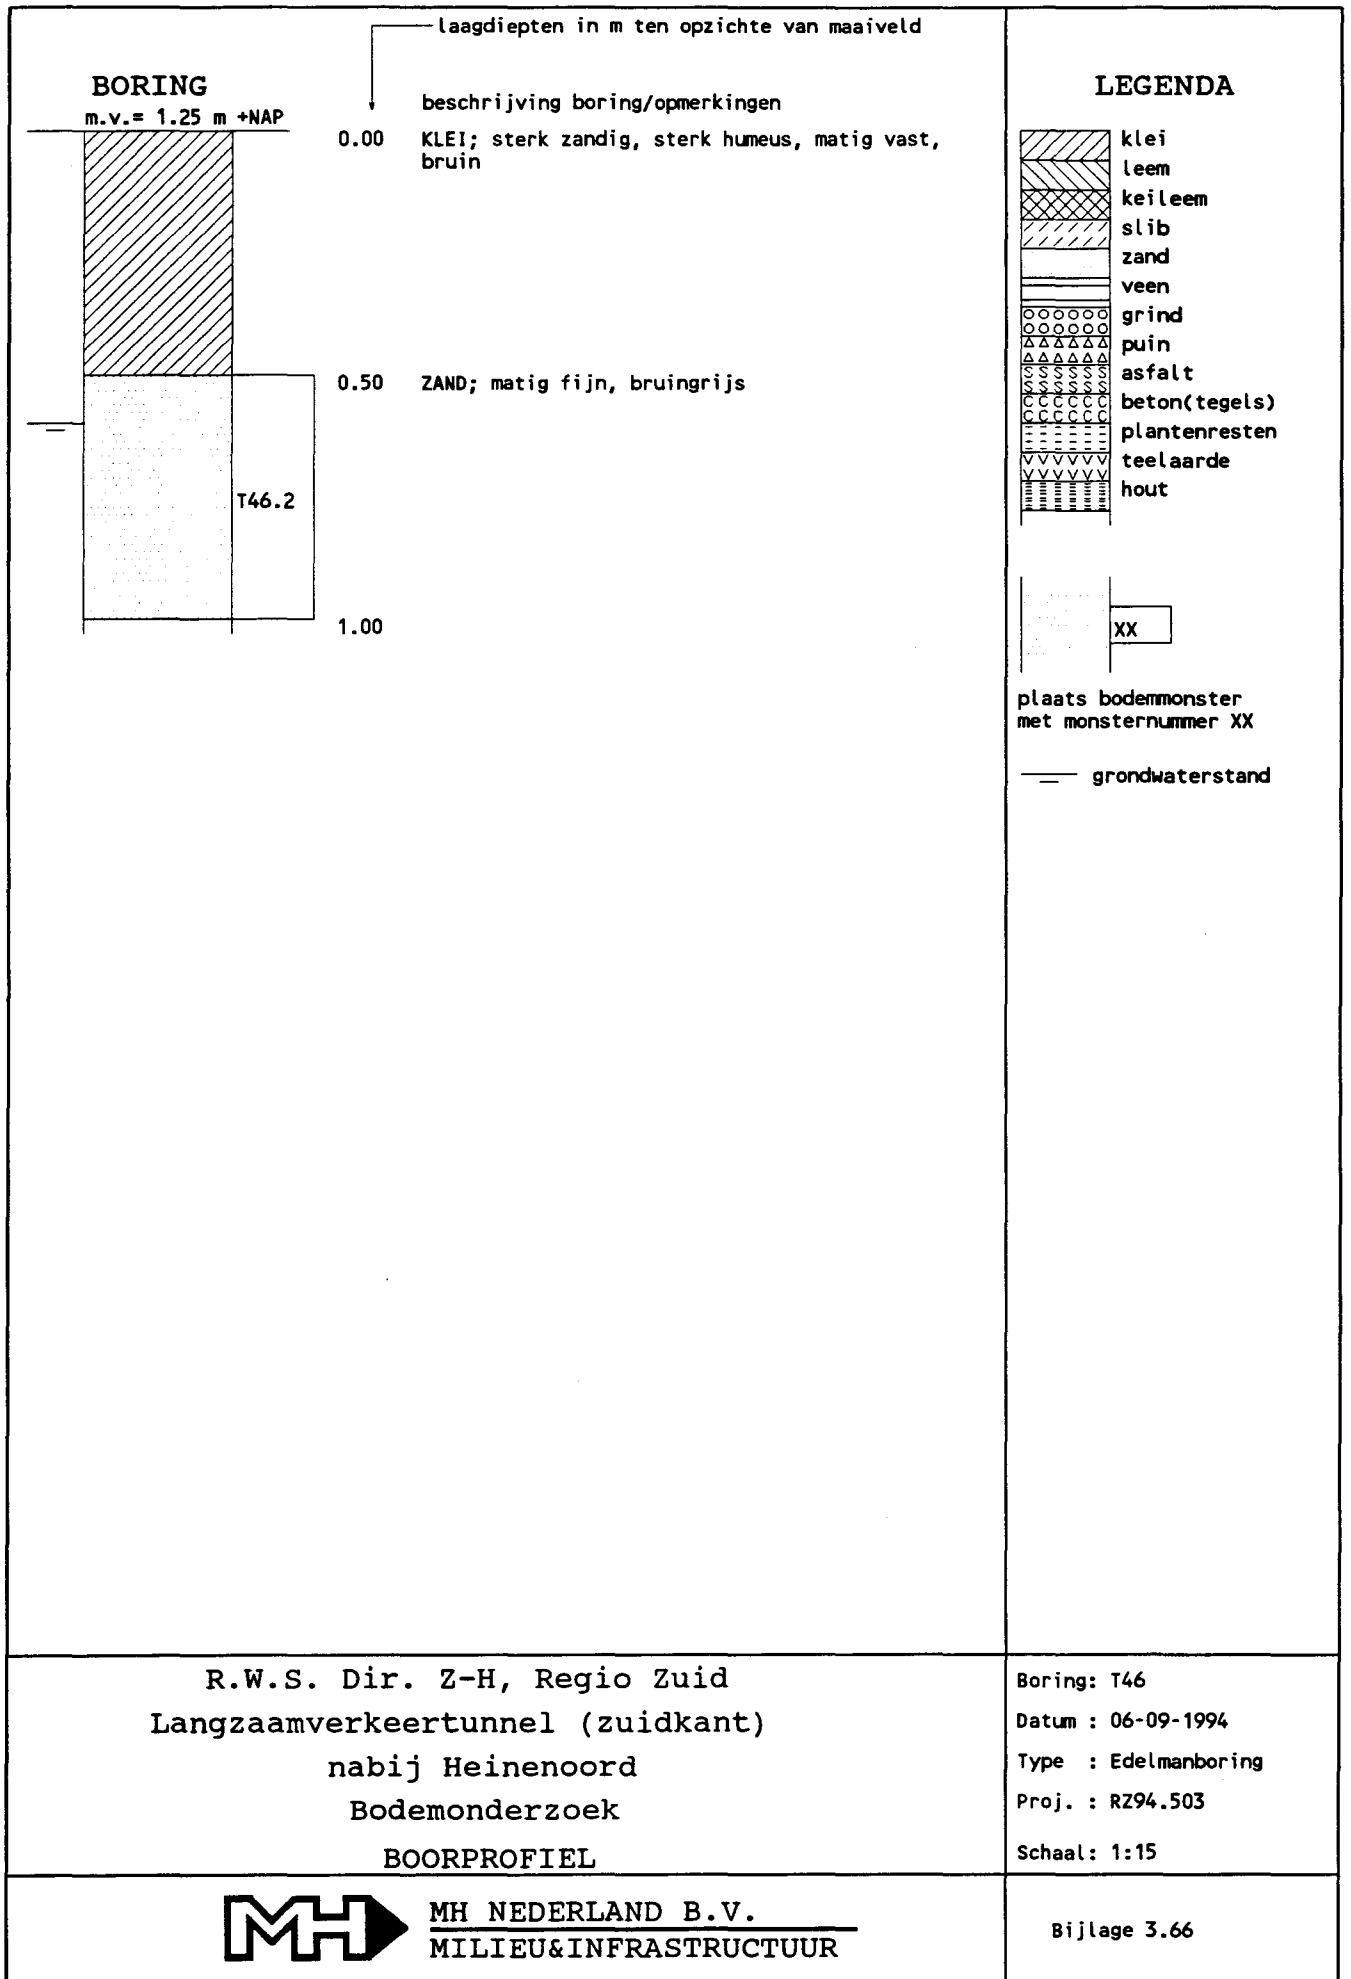 laagdiepten in m ten opzichte van maaiveld
BORING
m.v.= 1.25 m +NAP
beschrijving boring/opmerkingen
0.00 KLEI; sterk zandig, sterk humeus, matig vast,
bruin
0.50 ZAND; matig fijn, bruingrijs
T46.2
1.00
LEGENDA
klei
leem
keileem
slib
zand
veen
grind
puin
asfalt
beton(tegels)
plantenresten
teelaarde
hout
XX
plaats bodemmonster
met monsternummer XX
grondwaterstand
R.W.S. Dir. Z-H, Regio Zuid
Langzaamverkeertunnel (zuidkant)
nabij Heinenoord
Bodemonderzoek
BOORPROFIEL
Boring: T46
Datum : 06-09-1994
Type : Edelmanboring
Proj. : RZ94.503
Schaal: 1:15
MH
MH NEDERLAND B.V.
MILIEU&INFRASTRUCTUUR
Bijlage 3.66